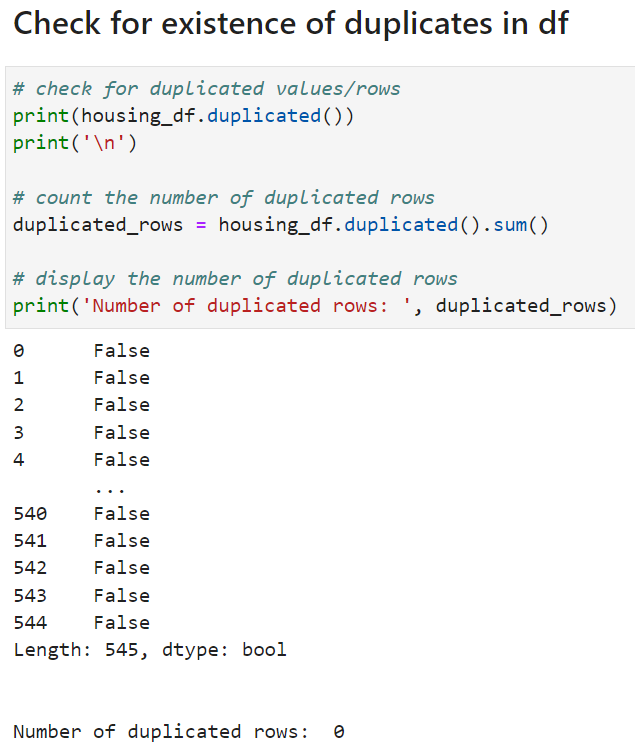 Check for existence of duplicates in df
# check for duplicated values/rows
print(housing_df.duplicated())
print('\n')
# count the number of duplicated rows
duplicated_rows = housing_df.duplicated().sum()
# display the number of duplicated rows
print('Number of duplicated rows: ', duplicated_rows)
0      False
1      False
2      False
3      False
4      False
       ...
540    False
541    False
542    False
543    False
544    False
Length: 545, dtype: bool
Number of duplicated rows:  0